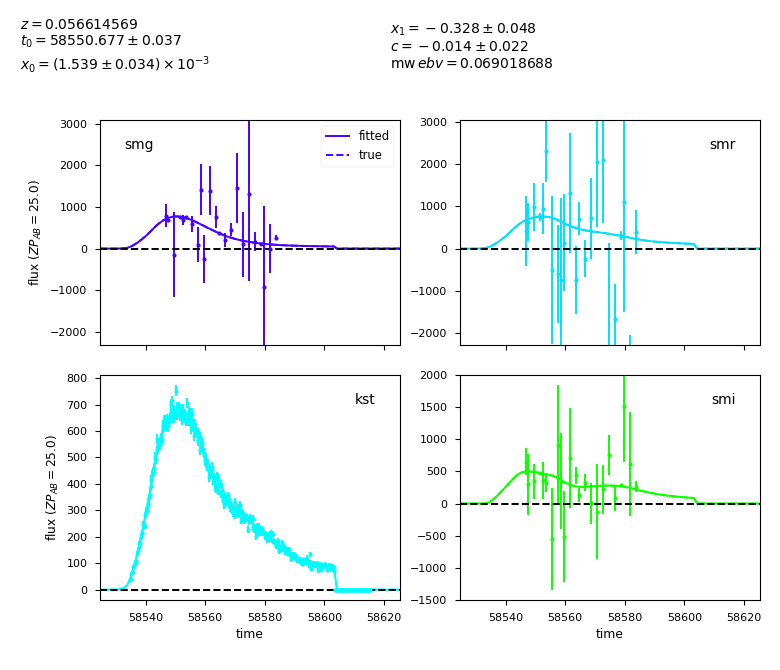 z = 0.056614569
t₀ = 58550.677 ± 0.037
x₀ = (1.539 ± 0.034) × 10⁻³
x₁ = −0.328 ± 0.048
c = −0.014 ± 0.022
mw ebv = 0.069018688
smg
fitted
true
3000
2000
1000
0
−1000
−2000
flux (ZP_AB = 25.0)
smr
3000
2000
1000
0
−1000
−2000
kst
800
700
600
500
400
300
200
100
0
flux (ZP_AB = 25.0)
58540 58560 58580 58600 58620
time
smi
2000
1500
1000
500
0
−500
−1000
−1500
58540 58560 58580 58600 58620
time